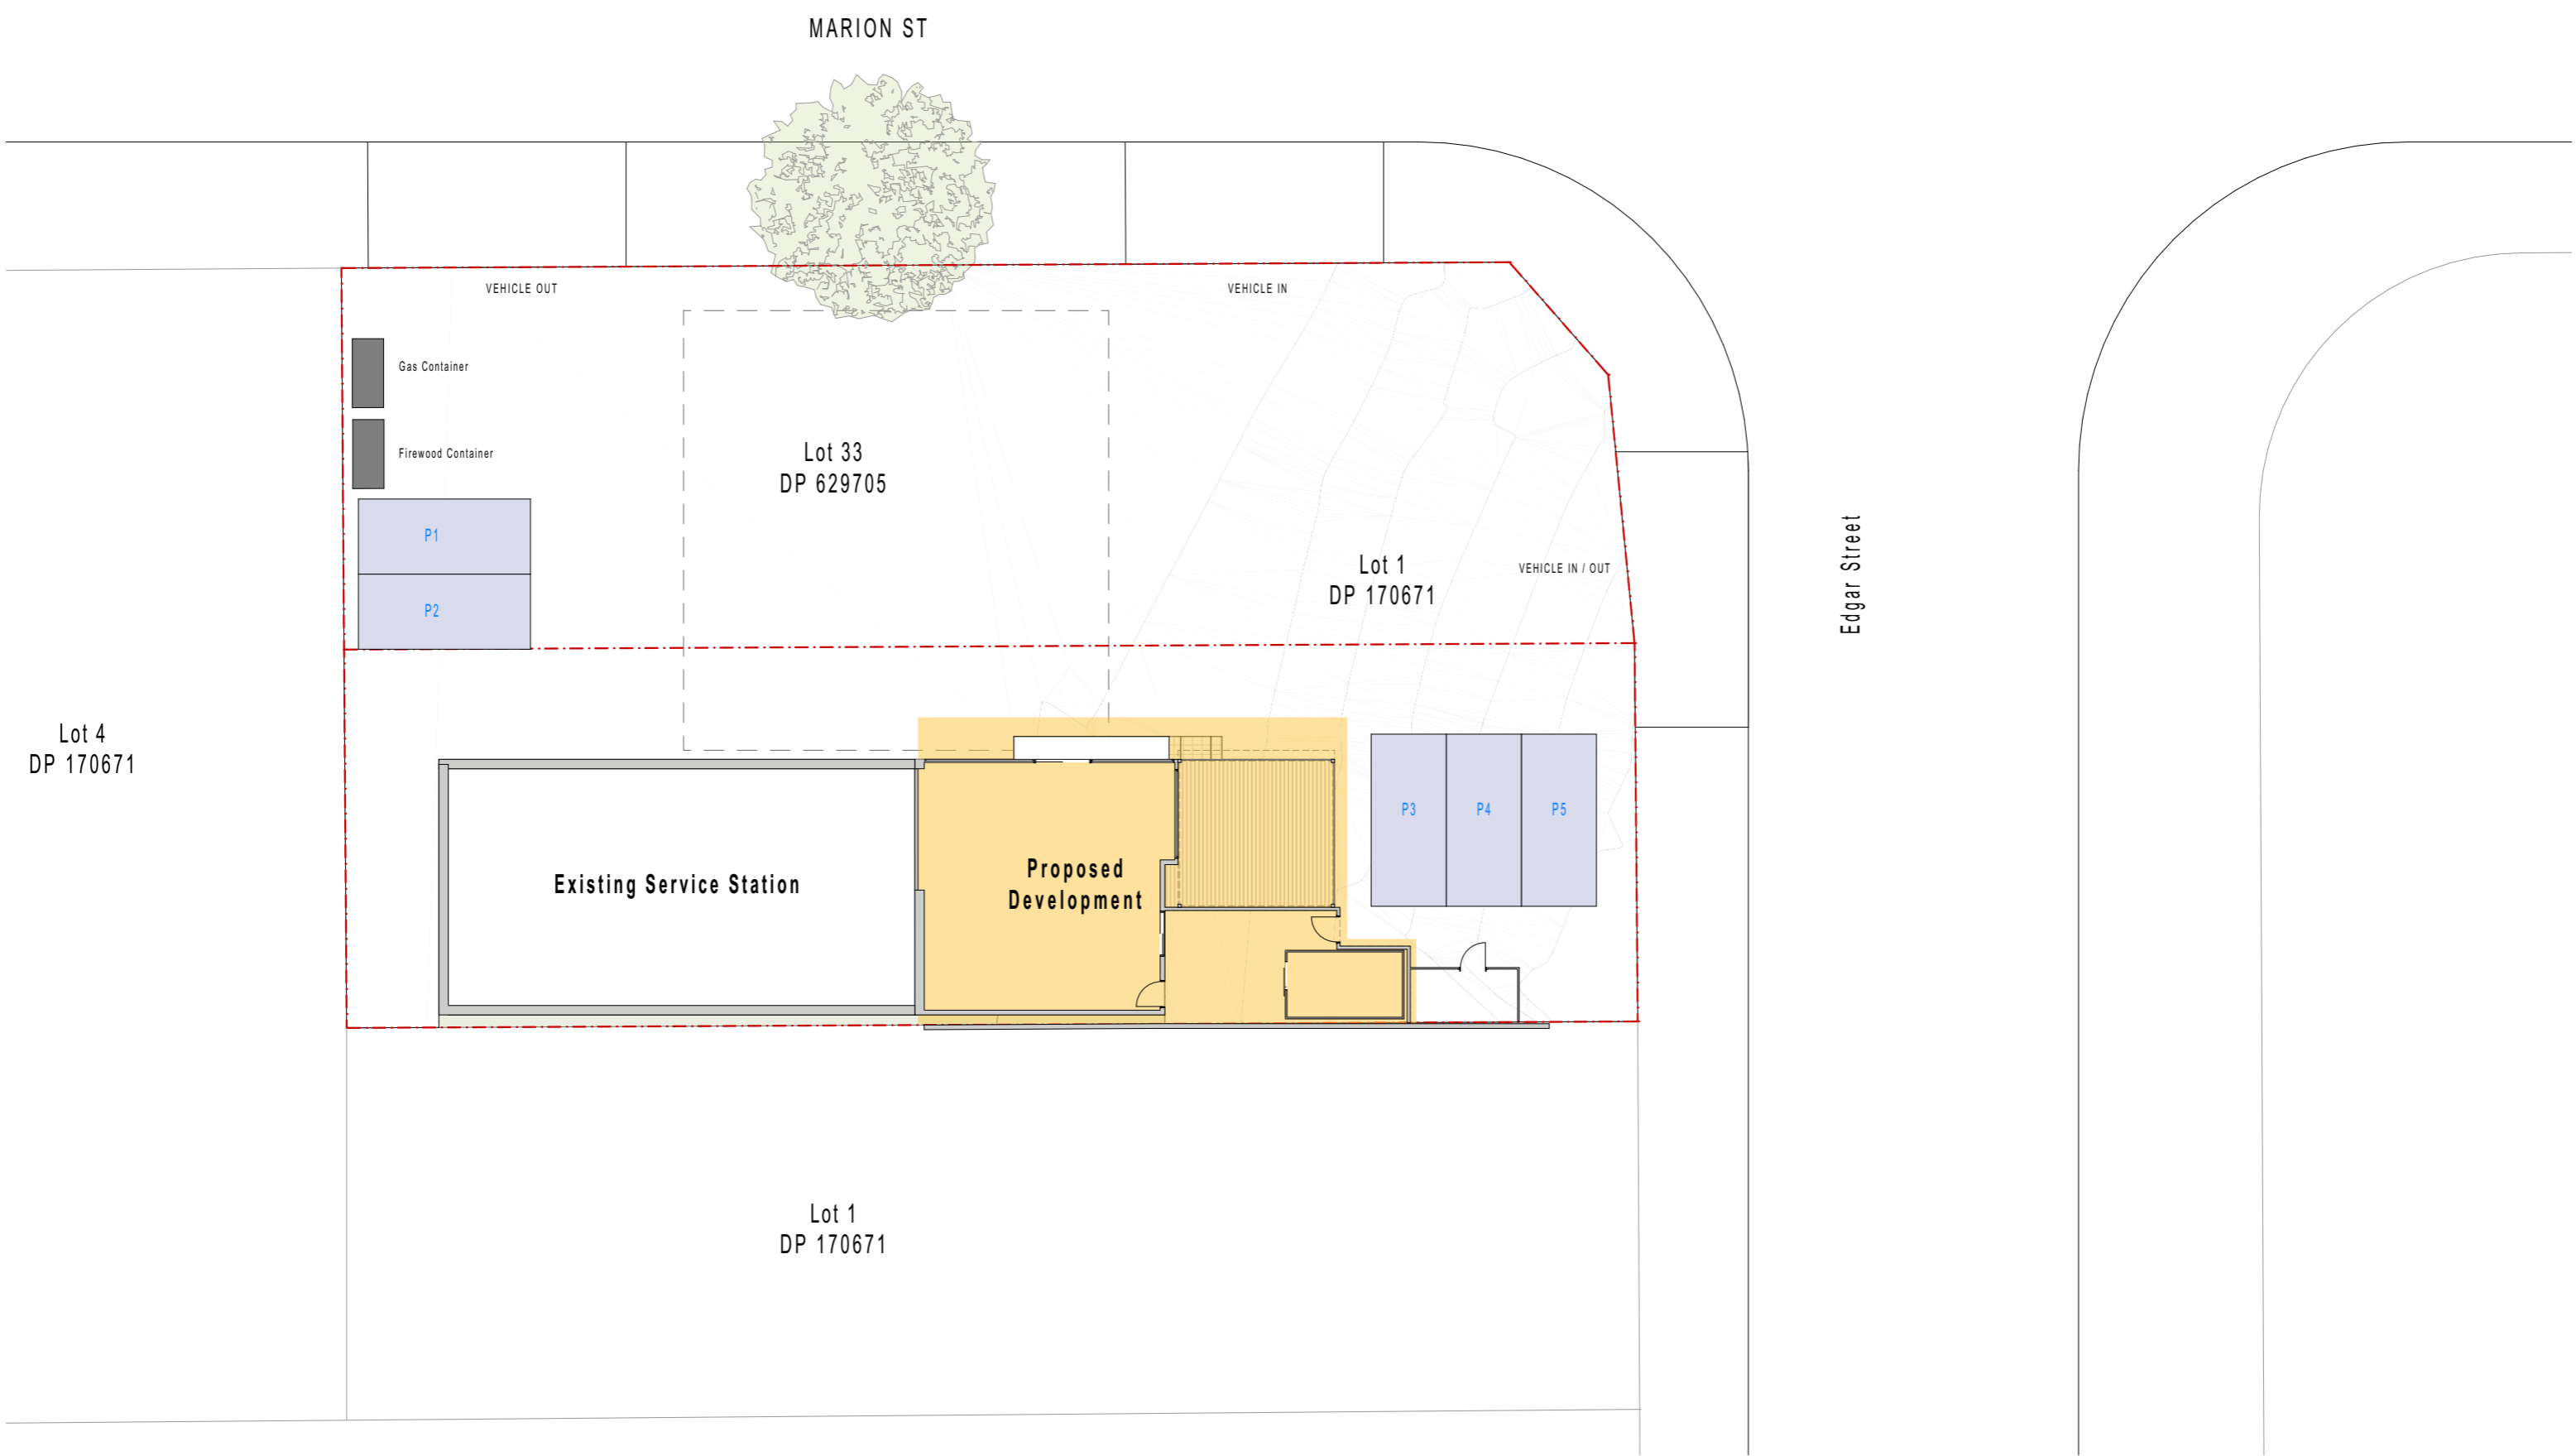 MARION ST
VEHICLE OUT
VEHICLE IN
Gas Container
Firewood Container
Lot 33
DP 629705
P1
P2
Lot 1
DP 170671
VEHICLE IN / OUT
Edgar Street
Lot 4
DP 170671
Existing Service Station
Proposed
Development
P3
P4
P5
Lot 1
DP 170671